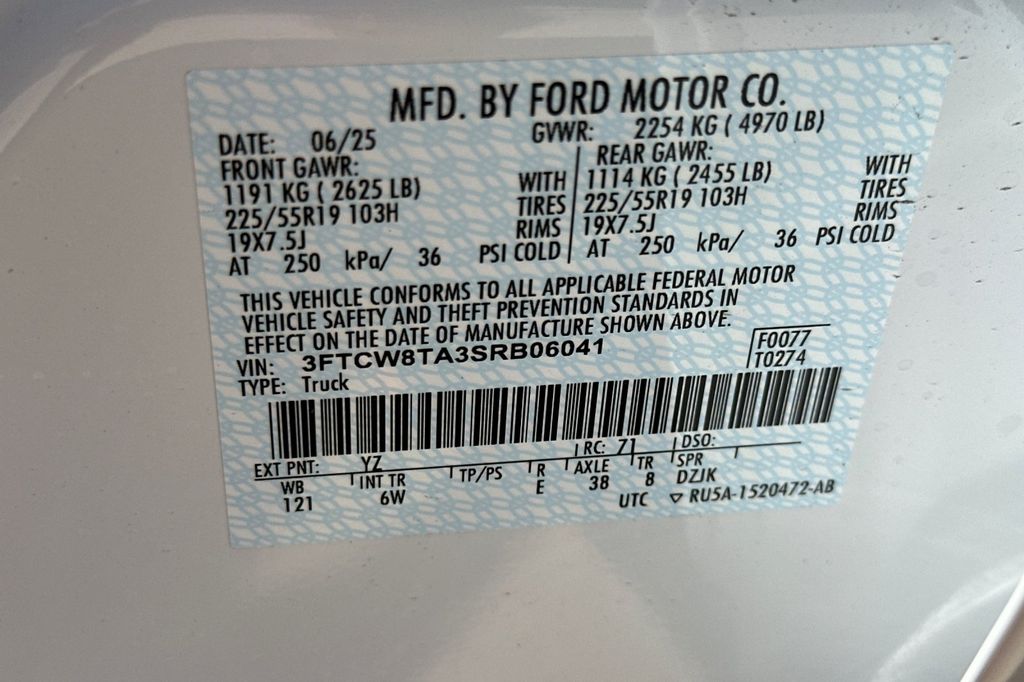 MFD. BY FORD MOTOR CO.
DATE: 06/25 GVWR: 2254 KG ( 4970 LB)
FRONT GAWR: REAR GAWR:
1191 KG ( 2625 LB) WITH 1114 KG ( 2455 LB) WITH
225/55R19 103H TIRES 225/55R19 103H TIRES
19X7.5J RIMS 19X7.5J RIMS
AT 250 kPa/ 36 PSI COLD AT 250 kPa/ 36 PSI COLD
THIS VEHICLE CONFORMS TO ALL APPLICABLE FEDERAL MOTOR
VEHICLE SAFETY AND THEFT PREVENTION STANDARDS IN
EFFECT ON THE DATE OF MANUFACTURE SHOWN ABOVE.
VIN: 3FTCW8TA3SRB06041 F0077
TYPE: Truck T0274
EXT PNT: YZ RC: 71 DSO:
WB INT TR TP/PS R AXLE TR SPR
121 6W E 38 8 DZJK
UTC ▽ RU5A-1520472-AB